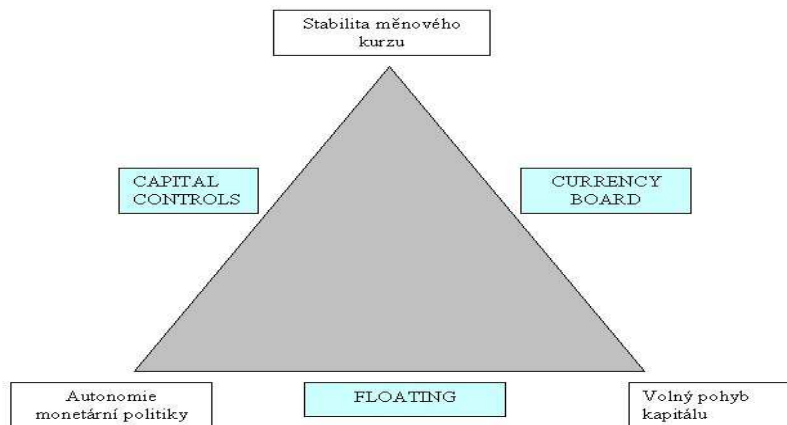 Stabilita měnového
kurzu
CAPITAL
CONTROLS
CURRENCY
BOARD
Autonomie
monetární politiky
FLOATING
Volný pohyb
kapitálu